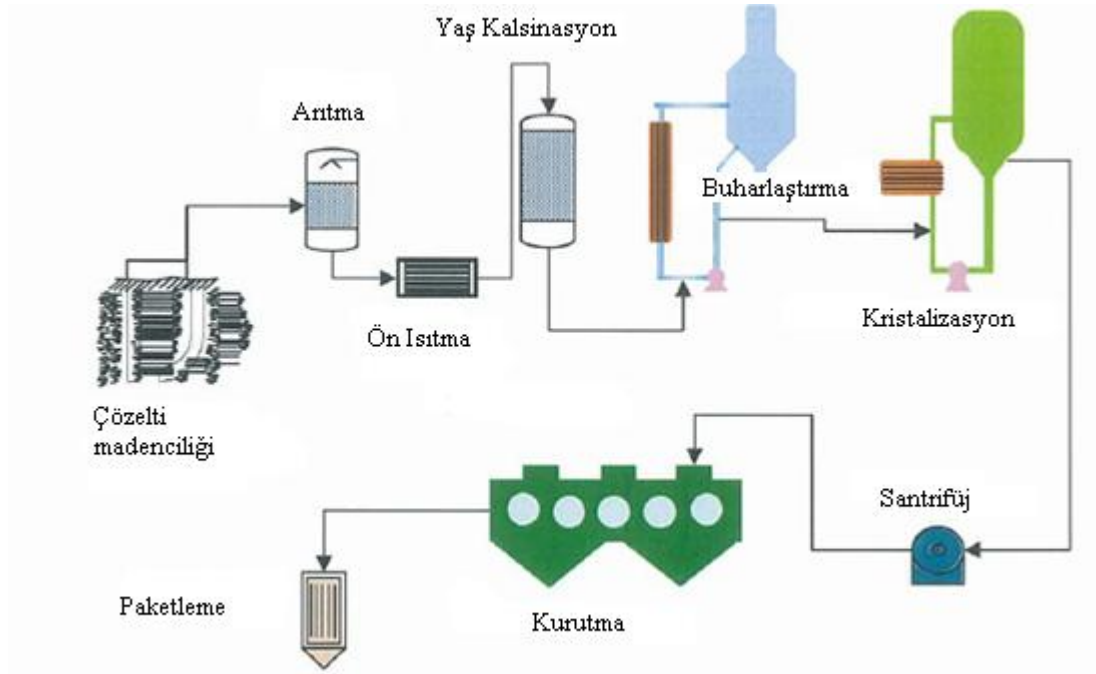 Yaş Kalsinasyon
Arıtma
Buharlaştırma
Ön Isıtma
Kristalizasyon
Çözelti
madenciliği
Santrifüj
Paketleme
Kurutma